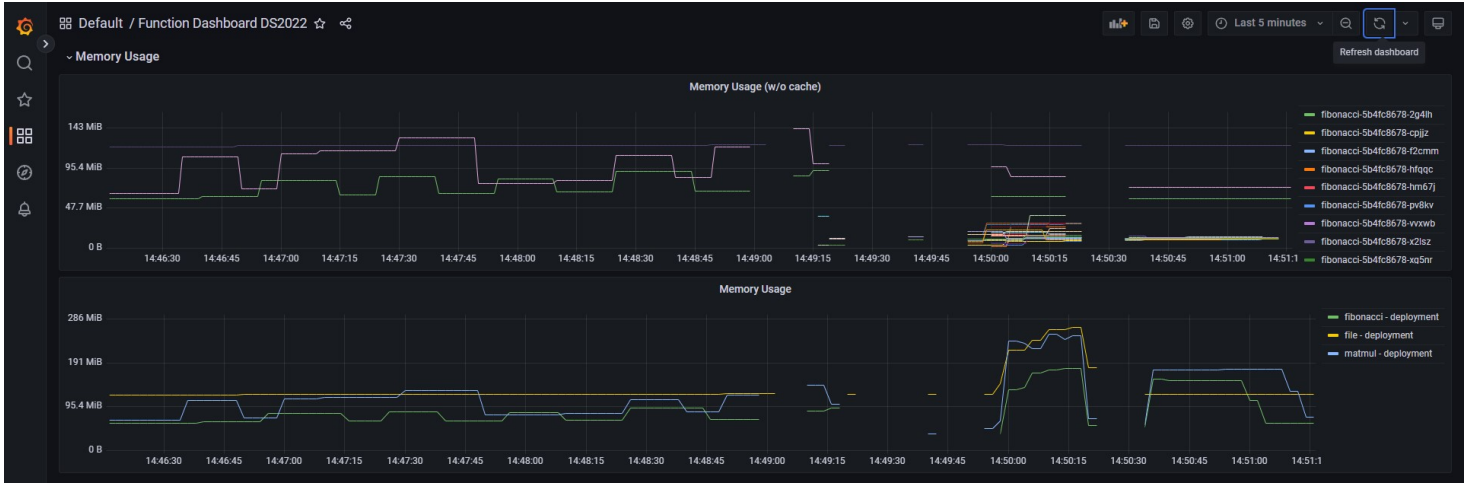 Default / Function Dashboard DS2022
Last 5 minutes
Refresh dashboard
Memory Usage
Memory Usage (w/o cache)
143 MiB
95.4 MiB
47.7 MiB
0 B
14:46:30 14:46:45 14:47:00 14:47:15 14:47:30 14:47:45 14:48:00 14:48:15 14:48:30 14:48:45 14:49:00 14:49:15 14:49:30 14:49:45 14:50:00 14:50:15 14:50:30 14:50:45 14:51:00 14:51:1
fibonacci-5b4fc8678-2g4lh
fibonacci-5b4fc8678-cpjjz
fibonacci-5b4fc8678-f2cmm
fibonacci-5b4fc8678-hfqqc
fibonacci-5b4fc8678-hm67j
fibonacci-5b4fc8678-pv8kv
fibonacci-5b4fc8678-vvxwb
fibonacci-5b4fc8678-x2lsz
fibonacci-5b4fc8678-xg5nr
Memory Usage
286 MiB
191 MiB
95.4 MiB
0 B
14:46:30 14:46:45 14:47:00 14:47:15 14:47:30 14:47:45 14:48:00 14:48:15 14:48:30 14:48:45 14:49:00 14:49:15 14:49:30 14:49:45 14:50:00 14:50:15 14:50:30 14:50:45 14:51:00 14:51:1
fibonacci - deployment
file - deployment
matmul - deployment